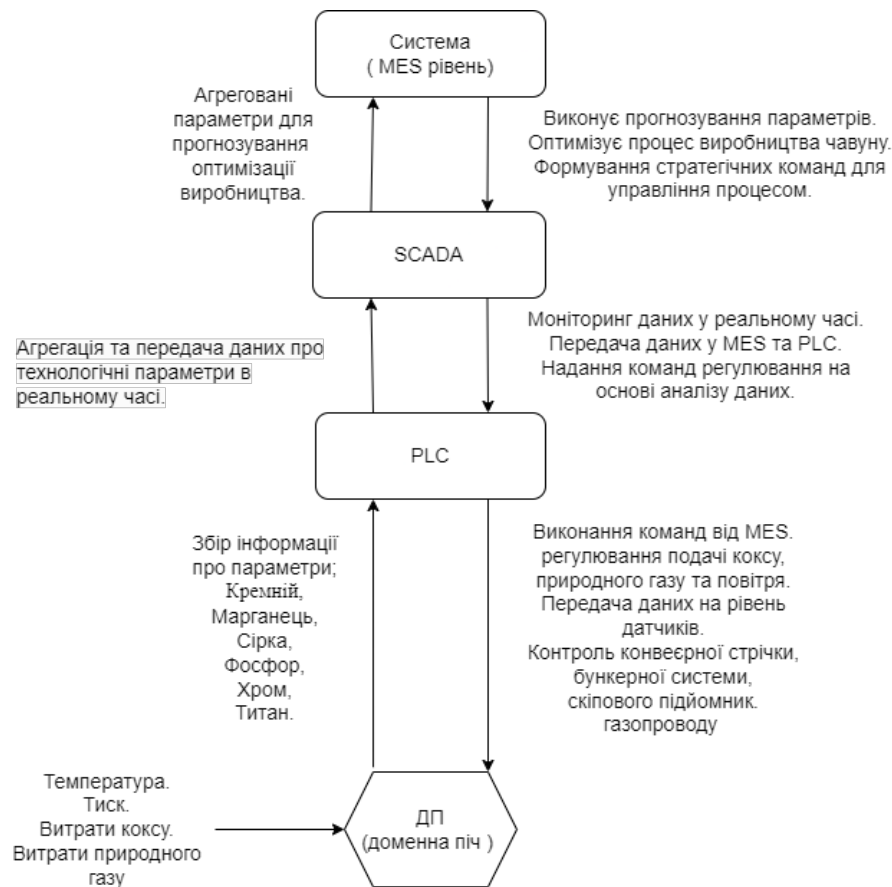 Система
( MES рівень)
Агреговані
параметри для
прогнозування
оптимізації
виробництва.
Виконує прогнозування параметрів.
Оптимізує процес виробництва чавуну.
Формування стратегічних команд для
управління процесом.
SCADA
Агрегація та передача даних про
технологічні параметри в
реальному часі.
Моніторинг даних у реальному часі.
Передача даних у MES та PLC.
Надання команд регулювання на
основі аналізу даних.
PLC
Збір інформації
про параметри;
Кремній,
Марганець,
Сірка,
Фосфор,
Хром,
Титан.
Виконання команд від MES.
регулювання подачі коксу,
природного газу та повітря.
Передача даних на рівень
датчиків.
Контроль конвеєрної стрічки,
бункерної системи,
скіпового підйомник.
газопроводу
Температура.
Тиск.
Витрати коксу.
Витрати природного
газу
ДП
(доменна піч )